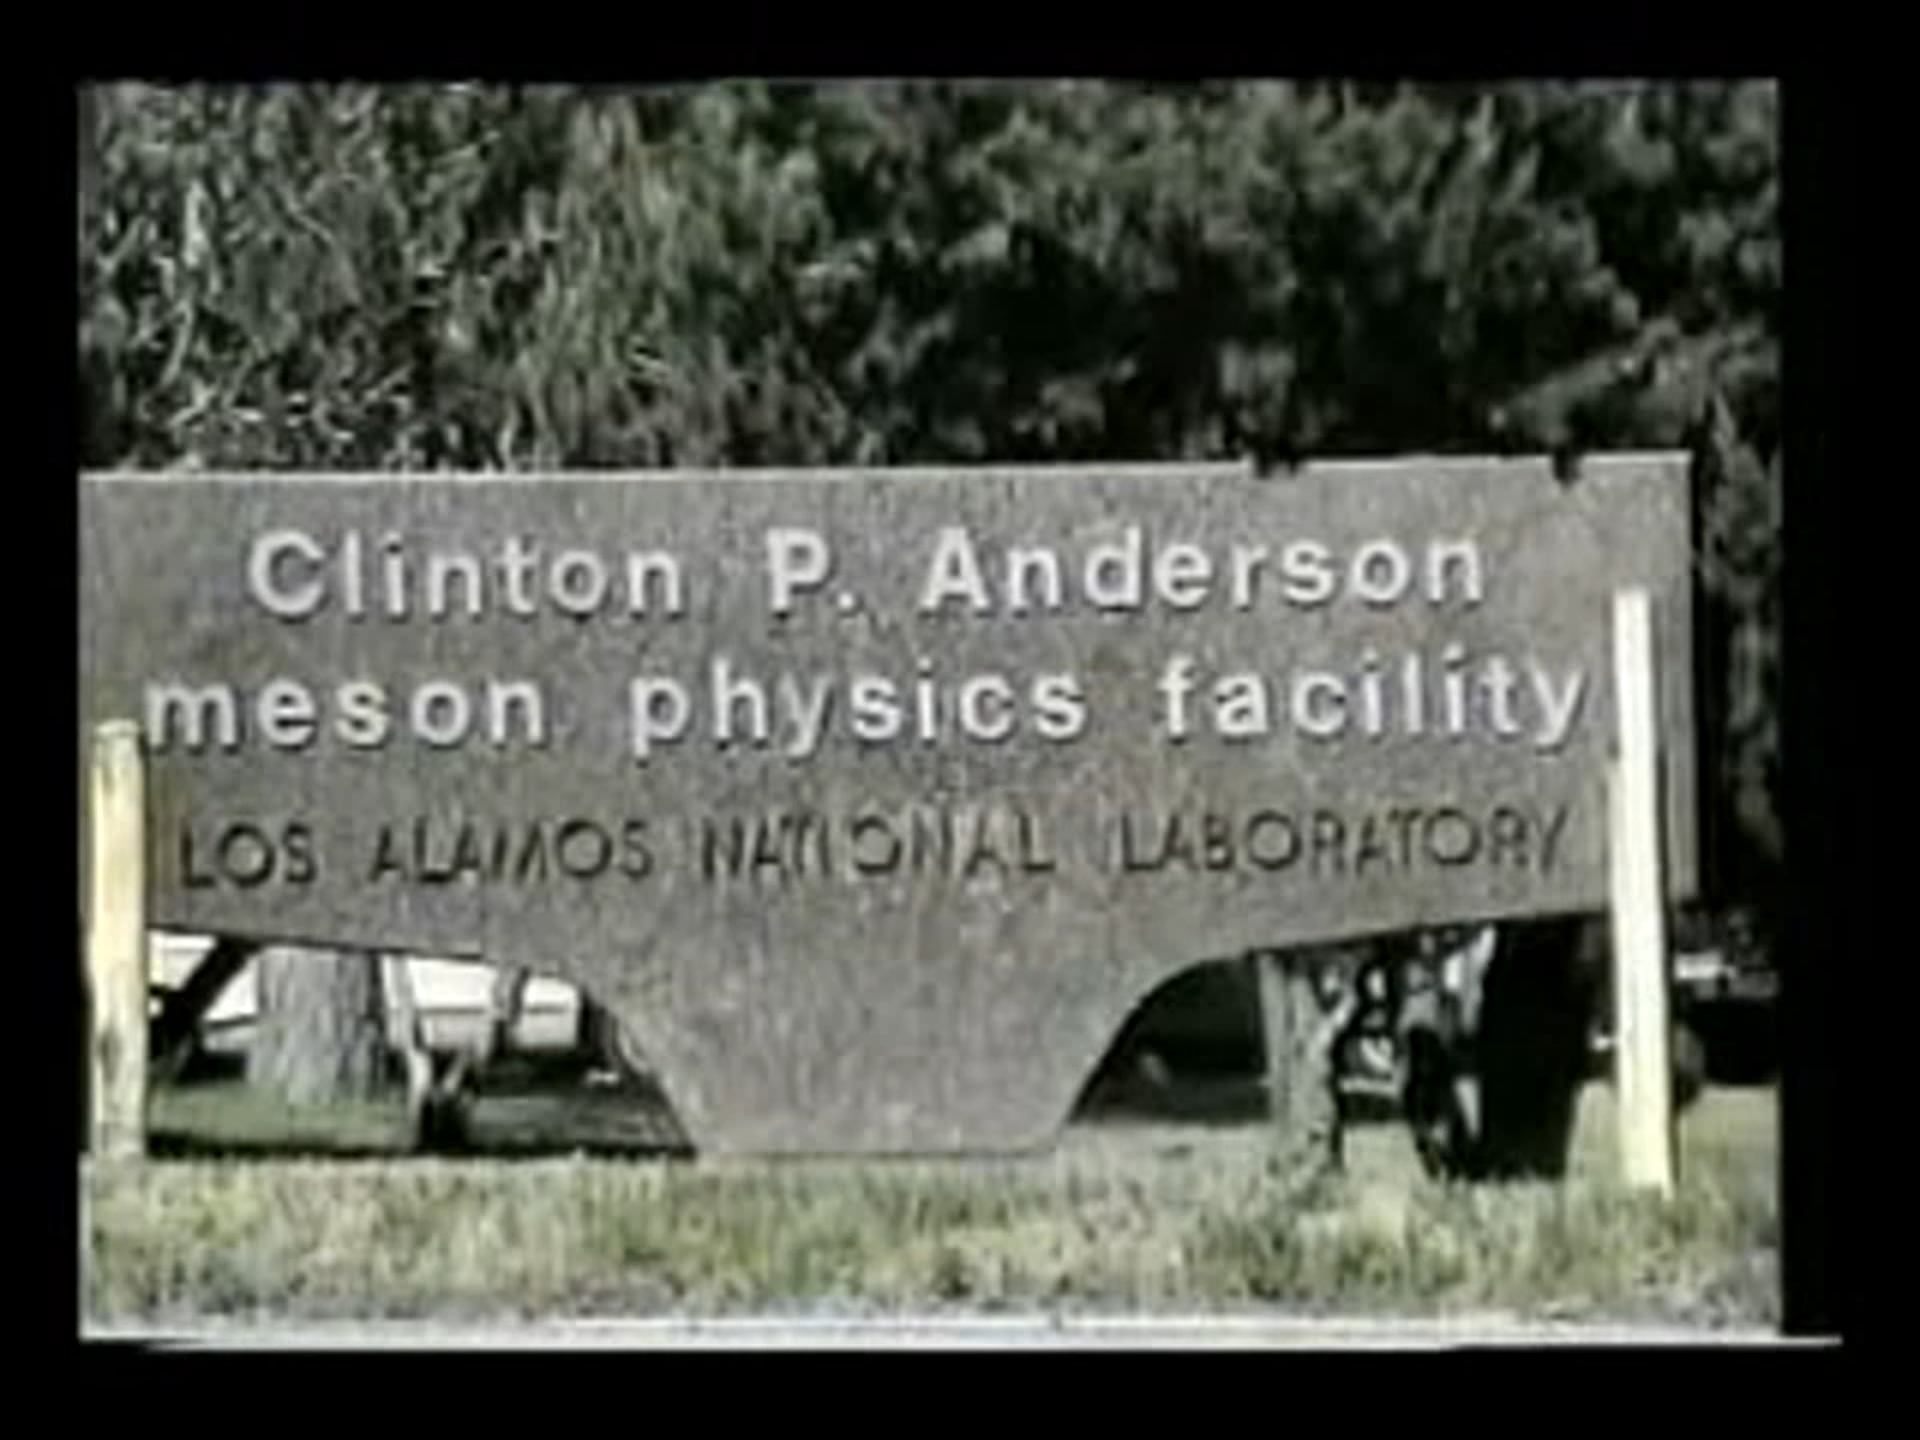 Clinton P. Anderson
meson physics facility
LOS ALAMOS NATIONAL LABORATORY